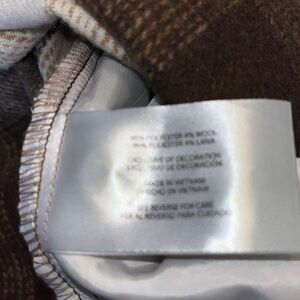 96% POLYESTER 4% WOOL
96% POLIESTER 4% LANA
EXCLUSIVE OF DECORATION
EXCLUSIVO DE DECORACIÓN
MADE IN VIETNAM
HECHO EN VIETNAM
SEE REVERSE FOR CARE
VEA AL REVERSO PARA CUIDADO